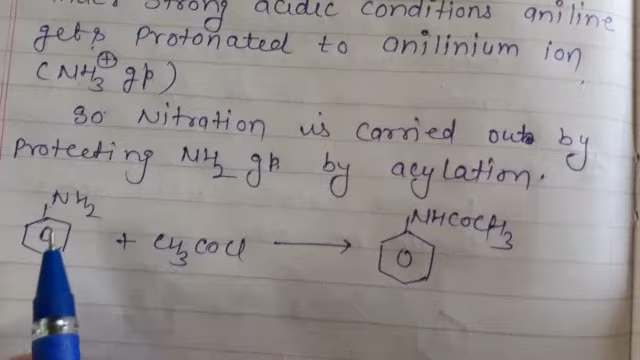 strong acidic conditions aniline
gets protonated to anilinium ion
(NH₃⊕ gp)
so Nitration is carried out by
protecting NH₂ gp by acylation.
NH₂ + CH₃COCl ⟶ NHCOCH₃